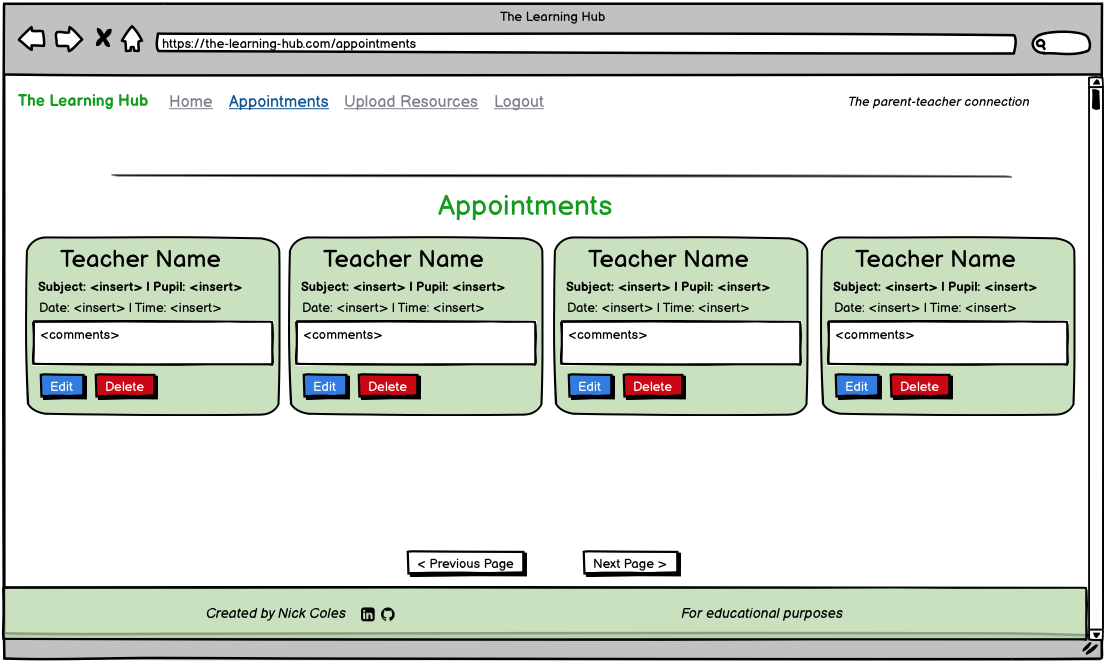 The Learning Hub
https://the-learning-hub.com/appointments
The Learning Hub Home Appointments Upload Resources Logout The parent-teacher connection
Appointments
Teacher Name Teacher Name Teacher Name Teacher Name
Subject: <insert> | Pupil: <insert> Subject: <insert> | Pupil: <insert> Subject: <insert> | Pupil: <insert> Subject: <insert> | Pupil: <insert>
Date: <insert> | Time: <insert> Date: <insert> | Time: <insert> Date: <insert> | Time: <insert> Date: <insert> | Time: <insert>
<comments> <comments> <comments> <comments>
Edit Delete Edit Delete Edit Delete Edit Delete
< Previous Page Next Page >
Created by Nick Coles in For educational purposes